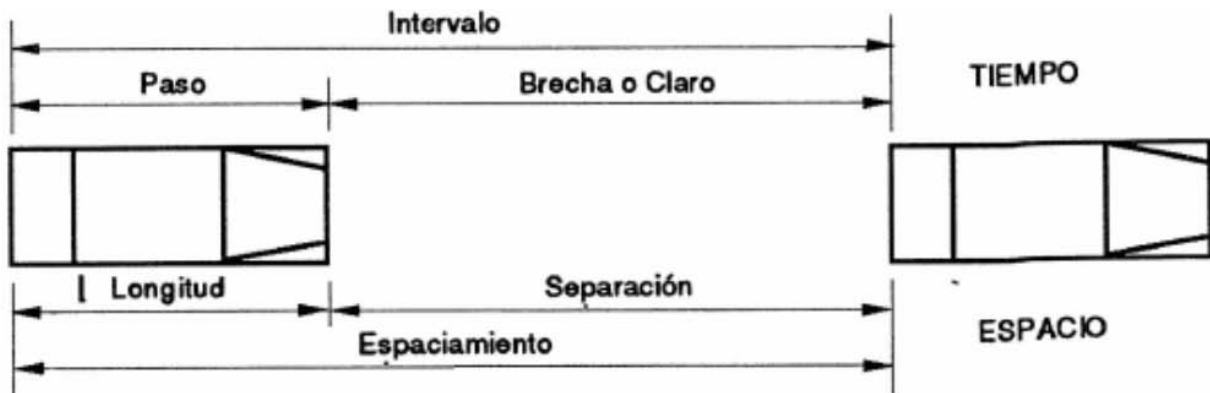 Intervalo
Paso
Brecha o Claro
TIEMPO
Longitud
Separación
Espaciamiento
ESPACIO